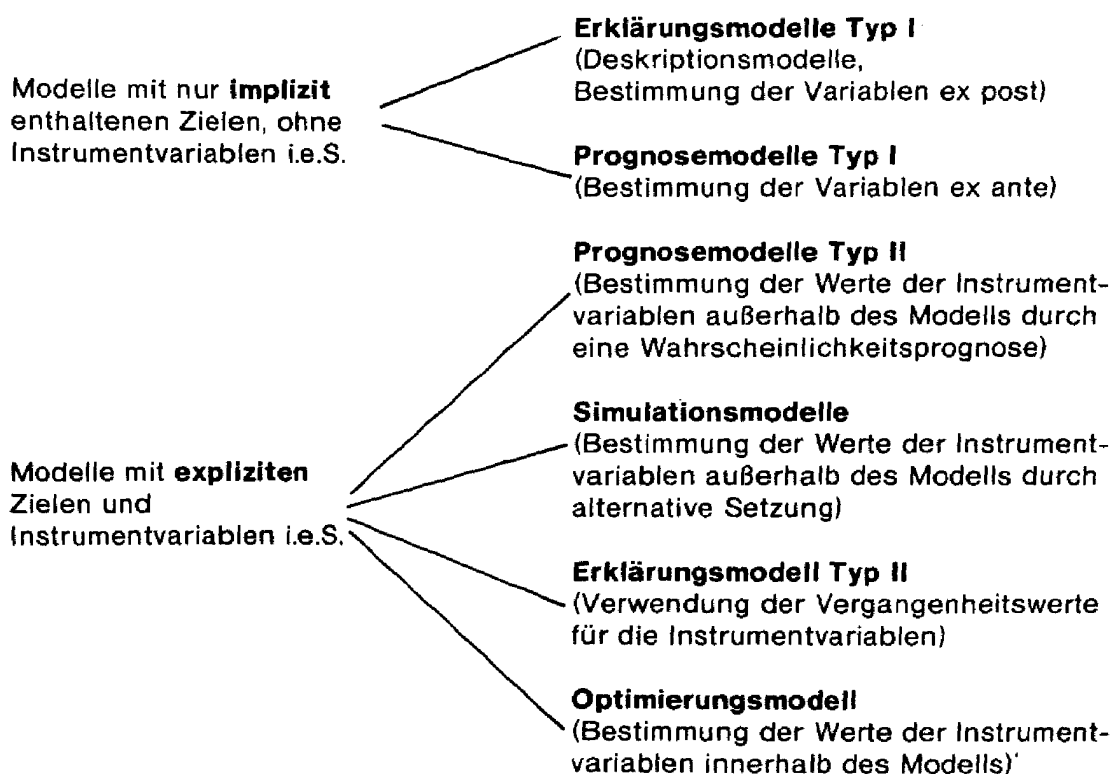 Erklärungsmodelle Typ I
(Deskriptionsmodelle,
Bestimmung der Variablen ex post)
Modelle mit nur implizit
enthaltenen Zielen, ohne
Instrumentvariablen i.e.S.
Prognosemodelle Typ I
(Bestimmung der Variablen ex ante)
Prognosemodelle Typ II
(Bestimmung der Werte der Instrument-
variablen außerhalb des Modells durch
eine Wahrscheinlichkeitsprognose)
Simulationsmodelle
(Bestimmung der Werte der Instrument-
variablen außerhalb des Modells durch
alternative Setzung)
Modelle mit expliziten
Zielen und
Instrumentvariablen i.e.S.
Erklärungsmodell Typ II
(Verwendung der Vergangenheitswerte
für die Instrumentvariablen)
Optimierungsmodell
(Bestimmung der Werte der Instrument-
variablen innerhalb des Modells)